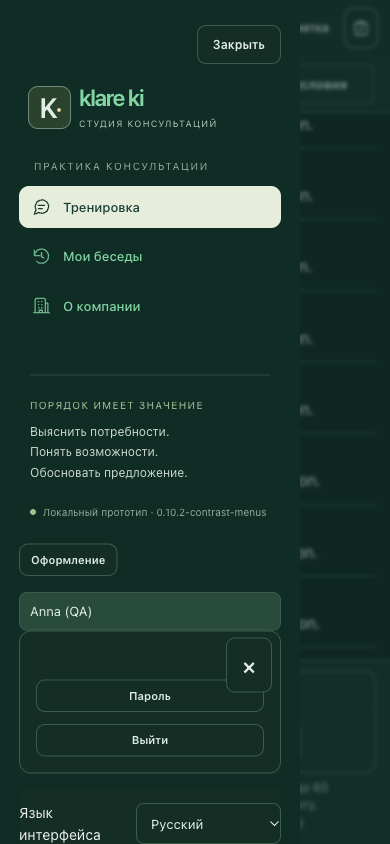 Закрыть
K
klare ki
СТУДИЯ КОНСУЛЬТАЦИЙ
ПРАКТИКА КОНСУЛЬТАЦИИ
Тренировка
Мои беседы
О компании
ПОРЯДОК ИМЕЕТ ЗНАЧЕНИЕ
Выяснить потребности.
Понять возможности.
Обосновать предложение.
Локальный прототип · 0.10.2-contrast-menus
Оформление
Anna (QA)
×
Пароль
Выйти
Язык
интерфейса
Русский